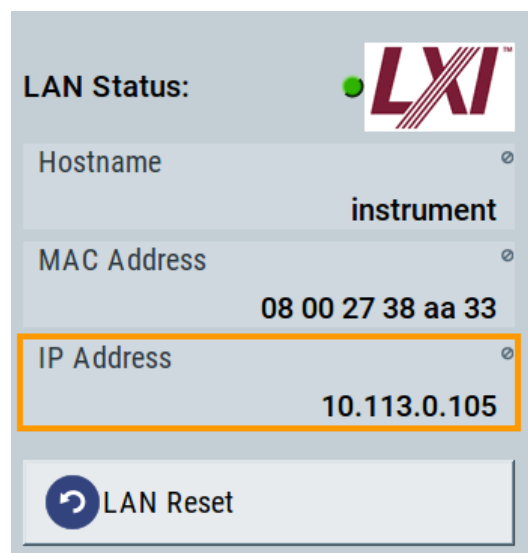 LAN Status:
LXI™
Hostname
instrument
MAC Address
08 00 27 38 aa 33
IP Address
10.113.0.105
LAN Reset